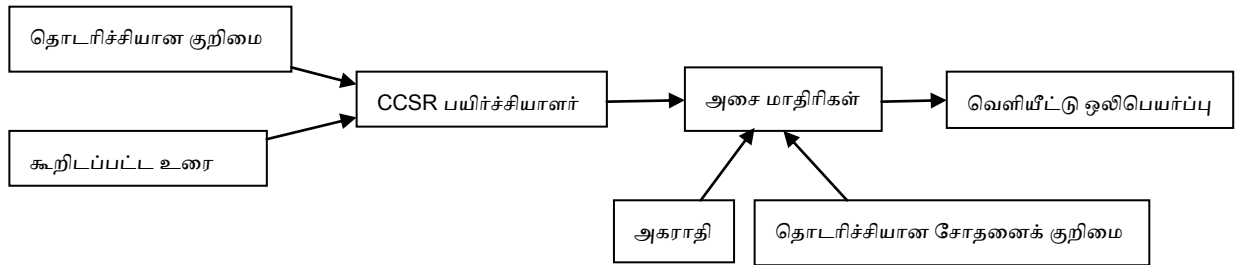 தொடரிச்சியான குறிமை
CCSR பயிர்ச்சியாளர்
அசை மாதிரிகள்
வெளியீட்டு ஒலிபெயர்ப்பு
கூறிடப்பட்ட உரை
அகராதி
தொடரிச்சியான சோதனைக் குறிமை